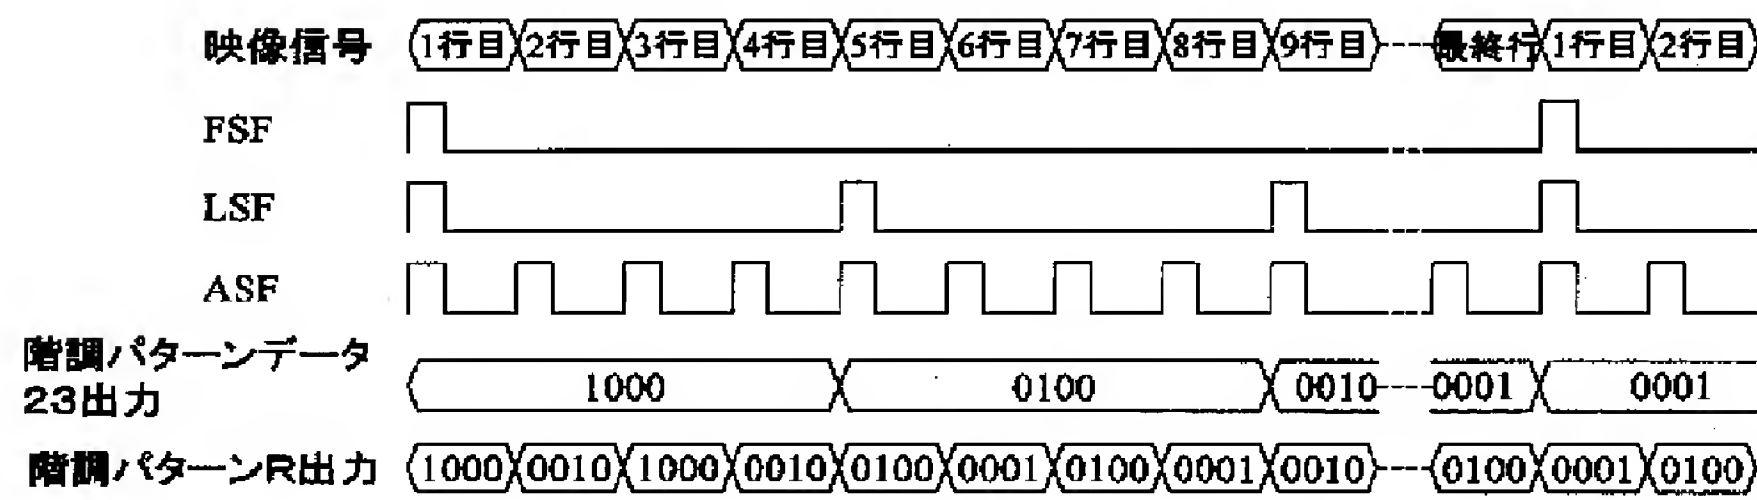 映像信号 1行目 2行目 3行目 4行目 5行目 6行目 7行目 8行目 9行目 最終行 1行目 2行目
FSF
LSF
ASF
階調パターンデータ
23出力 1000 0100 0010 0001 0001
階調パターンR出力 1000 0010 1000 0010 0100 0001 0100 0001 0010 0100 0001 0100